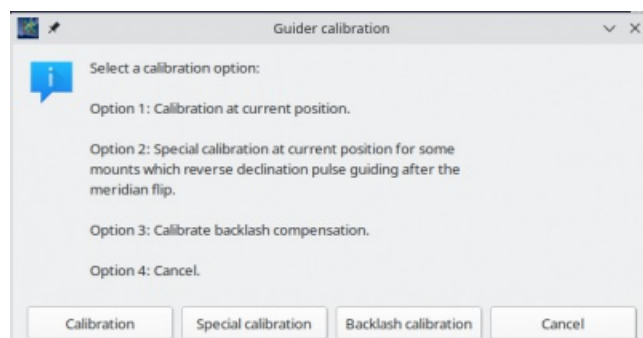 Guider calibration
Select a calibration option:
Option 1: Calibration at current position.
Option 2: Special calibration at current position for some
mounts which reverse declination pulse guiding after the
meridian flip.
Option 3: Calibrate backlash compensation.
Option 4: Cancel.
Calibration Special calibration Backlash calibration Cancel